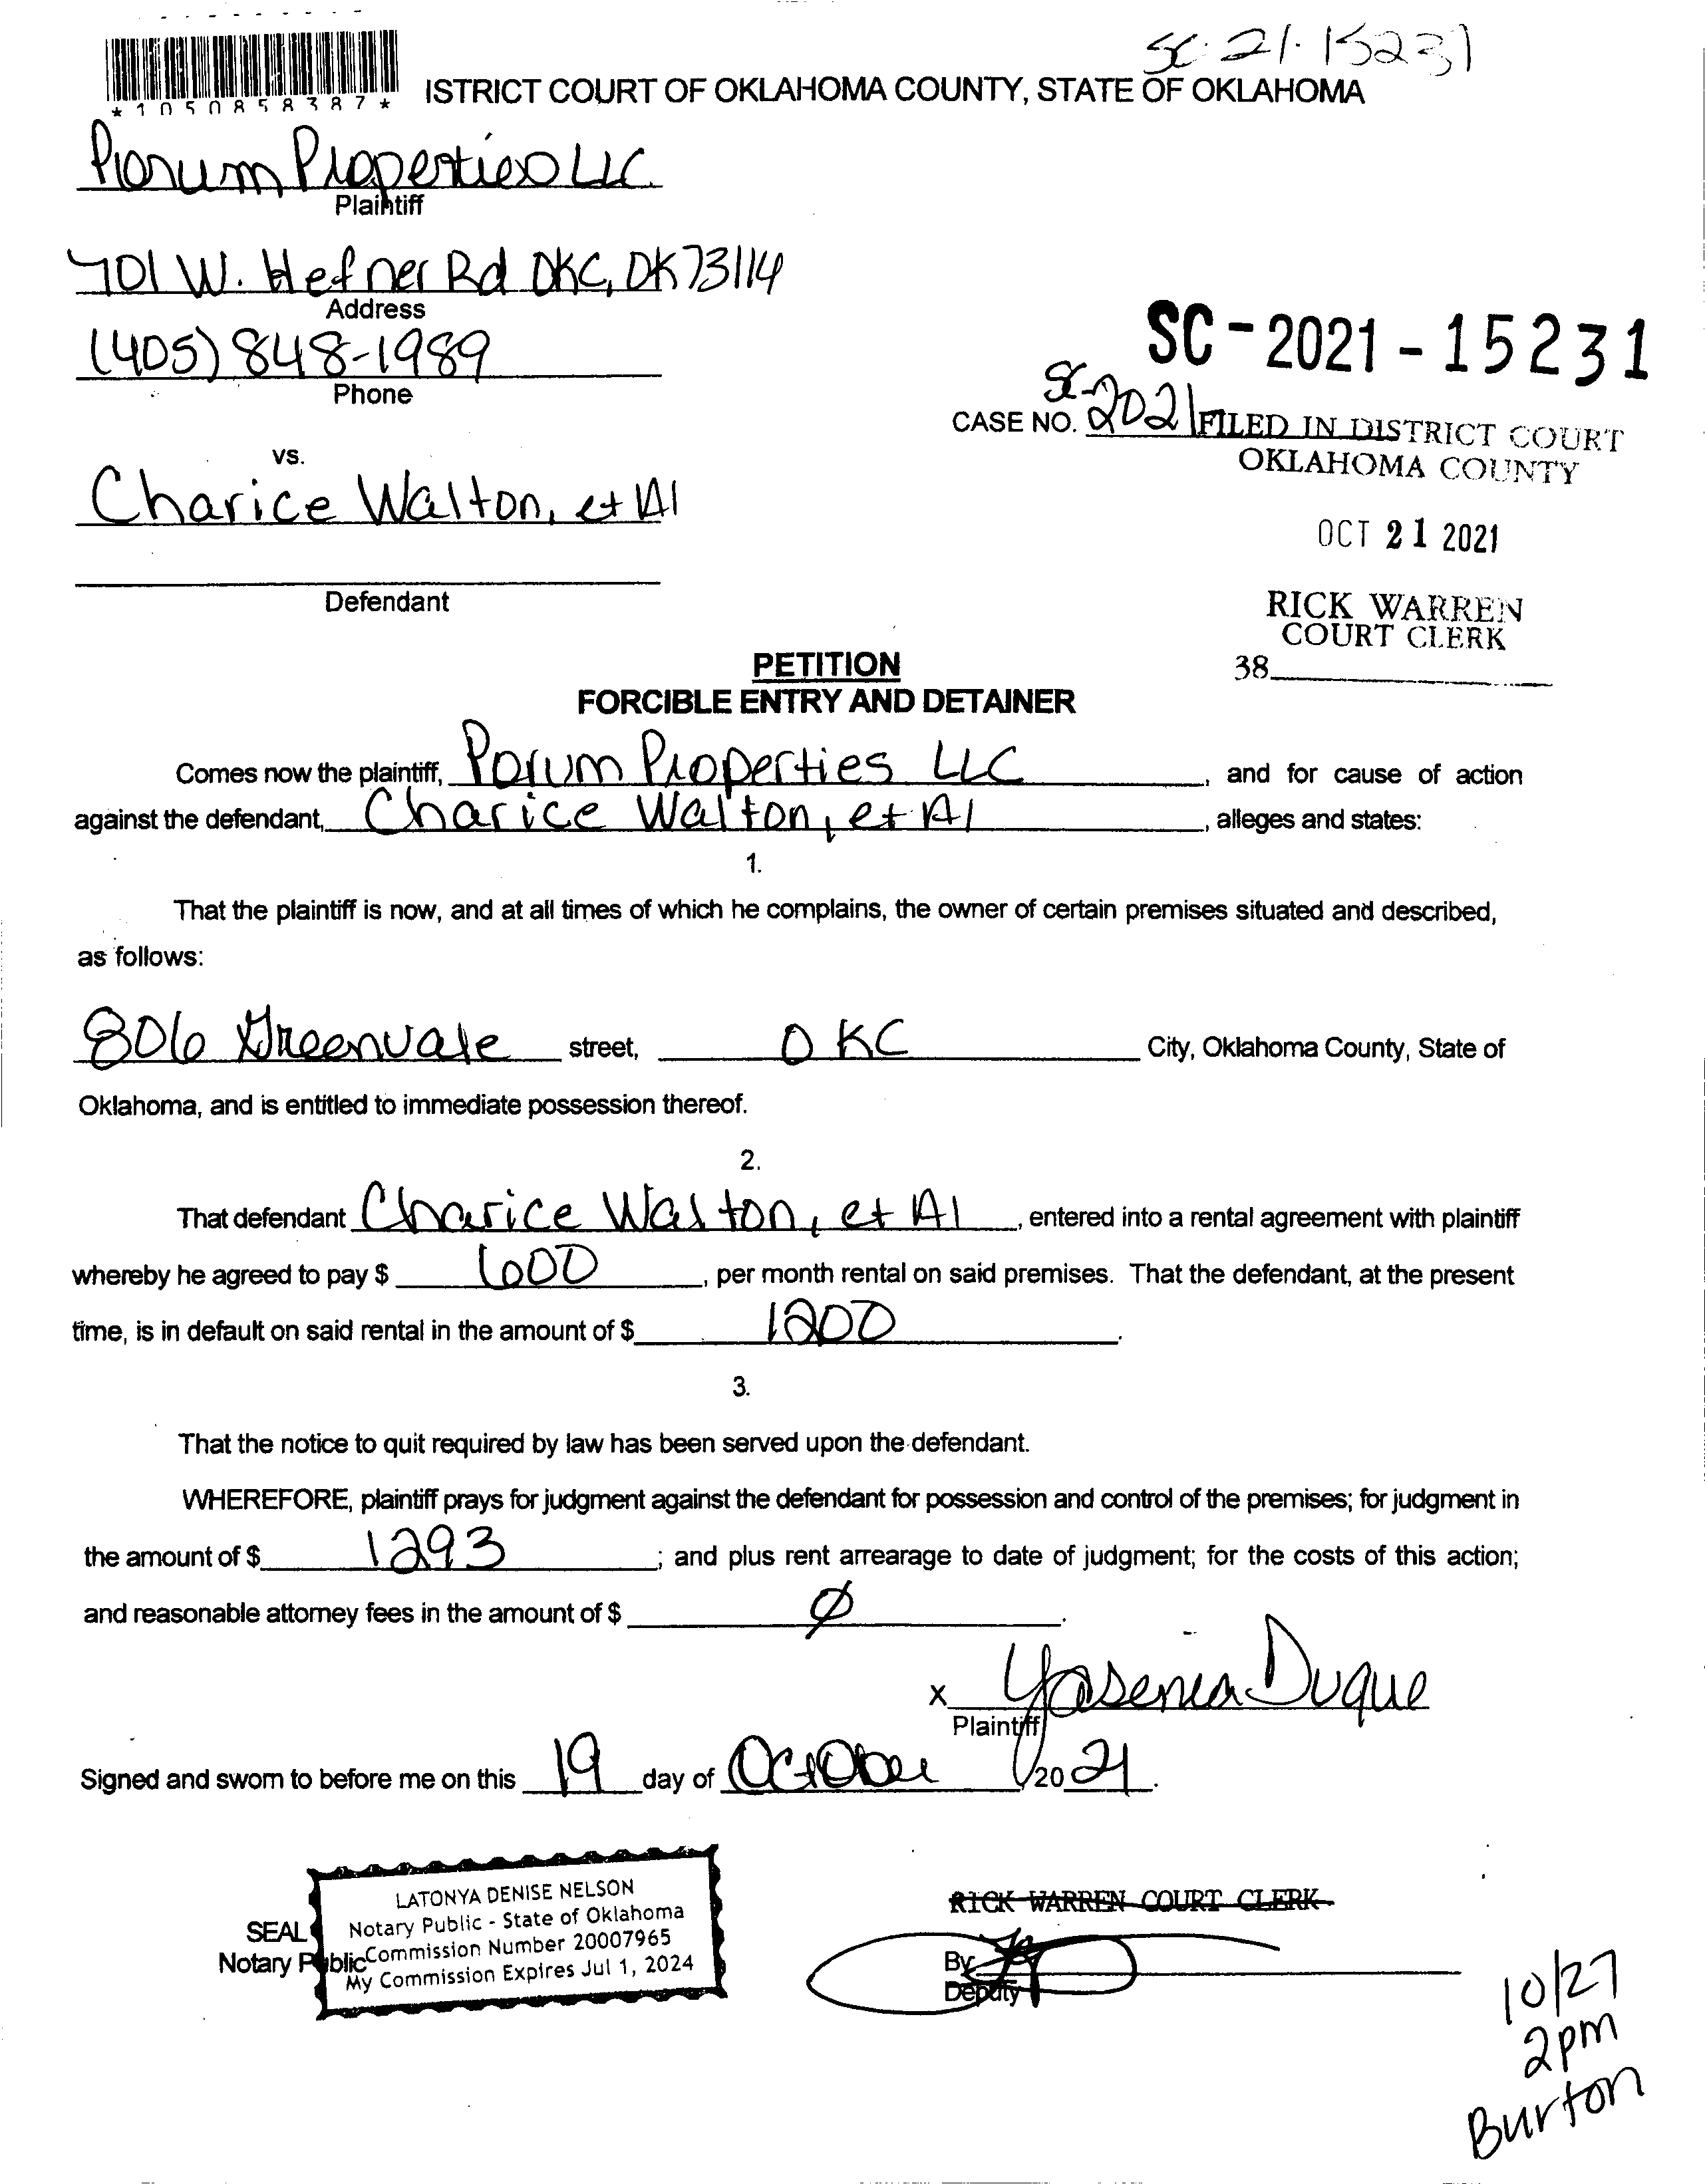 SC-21-15231
*1050858387*
ISTRICT COURT OF OKLAHOMA COUNTY, STATE OF OKLAHOMA
Porum Properties LLC
Plaintiff
701 W. Hefner Rd OKC, OK 73114
Address
(405) 848-1989
Phone
SC-2021-15231
SC-
CASE NO. 2021
FILED IN DISTRICT COURT
OKLAHOMA COUNTY
vs.
Charice Walton, et Al
OCT 21 2021
Defendant
RICK WARREN
COURT CLERK
38
PETITION
FORCIBLE ENTRY AND DETAINER
Comes now the plaintiff, Porum Properties LLC, and for cause of action
against the defendant, Charice Walton, et Al, alleges and states:
1.
That the plaintiff is now, and at all times of which he complains, the owner of certain premises situated and described,
as follows:
806 Greenvale street, OKC City, Oklahoma County, State of
Oklahoma, and is entitled to immediate possession thereof.
2.
That defendant Charice Walton, et Al, entered into a rental agreement with plaintiff
whereby he agreed to pay $ 600, per month rental on said premises. That the defendant, at the present
time, is in default on said rental in the amount of $ 1200.
3.
That the notice to quit required by law has been served upon the defendant.
WHEREFORE, plaintiff prays for judgment against the defendant for possession and control of the premises; for judgment in
the amount of $ 1293; and plus rent arrearage to date of judgment; for the costs of this action;
and reasonable attorney fees in the amount of $ ∅.
x Yasenia Duque
Plaintiff
Signed and sworn to before me on this 19 day of October 2021.
LATONYA DENISE NELSON
Notary Public - State of Oklahoma
Commission Number 20007965
My Commission Expires Jul 1, 2024
SEAL
Notary Public
RICK WARREN COURT CLERK
By
Deputy
10/27
2pm
Burton